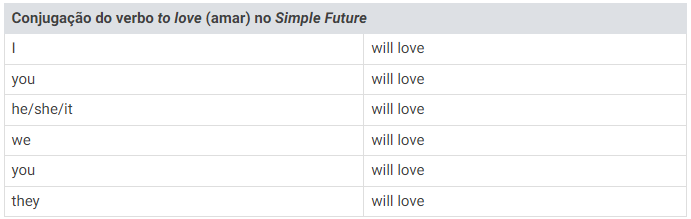 Conjugação do verbo to love (amar) no Simple Future
I will love
you will love
he/she/it will love
we will love
you will love
they will love